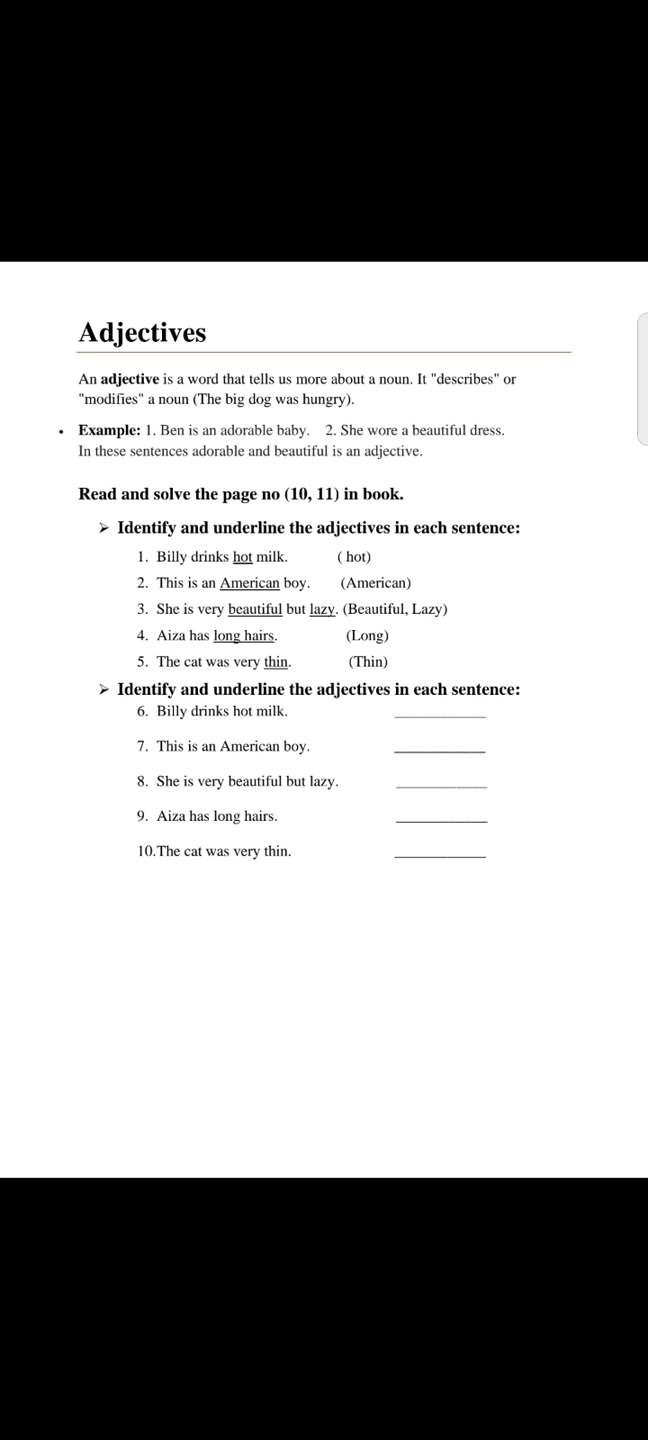 Adjectives
An adjective is a word that tells us more about a noun. It "describes" or
"modifies" a noun (The big dog was hungry).
• Example: 1. Ben is an adorable baby. 2. She wore a beautiful dress.
In these sentences adorable and beautiful is an adjective.
Read and solve the page no (10, 11) in book.
➢ Identify and underline the adjectives in each sentence:
1. Billy drinks hot milk. ( hot)
2. This is an American boy. (American)
3. She is very beautiful but lazy. (Beautiful, Lazy)
4. Aiza has long hairs. (Long)
5. The cat was very thin. (Thin)
➢ Identify and underline the adjectives in each sentence:
6. Billy drinks hot milk. ____________
7. This is an American boy. ____________
8. She is very beautiful but lazy. ____________
9. Aiza has long hairs. ____________
10.The cat was very thin. ____________